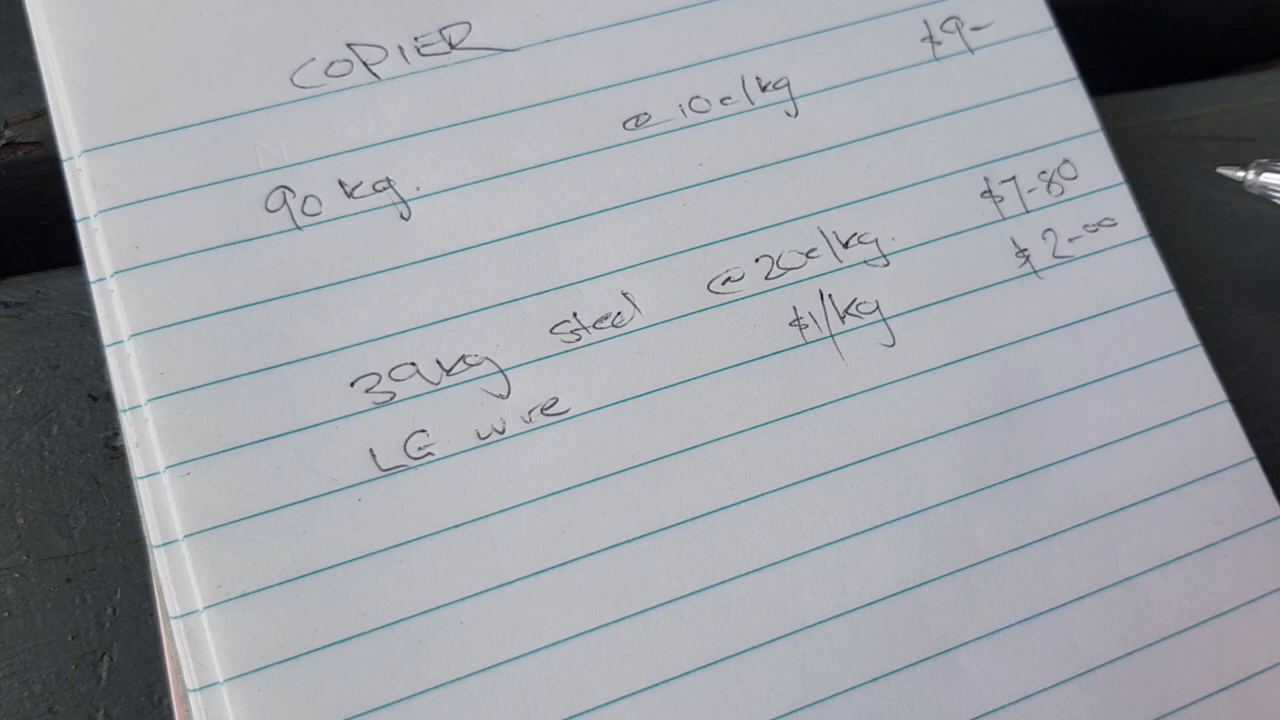 COPIER
90 kg. @ 10c/kg $9-
39kg steel @ 20c/kg. $7-80
LG wire $1/kg $2-00